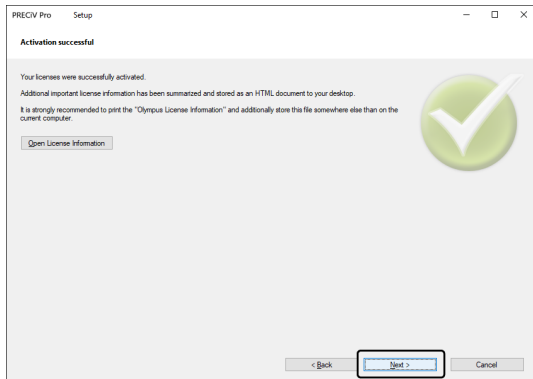 PRECiV Pro Setup
Activation successful
Your licenses were successfully activated.
Additional important license information has been summarized and stored as an HTML document to your desktop.
It is strongly recommended to print the "Olympus License Information" and additionally store this file somewhere else than on the
current computer.
Open License Information
< Back Next > Cancel